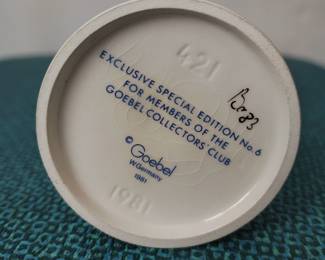 421
EXCLUSIVE SPECIAL EDITION No. 6
FOR MEMBERS OF THE
GOEBEL COLLECTORS' CLUB
© Goebel
W.Germany
1981
1981